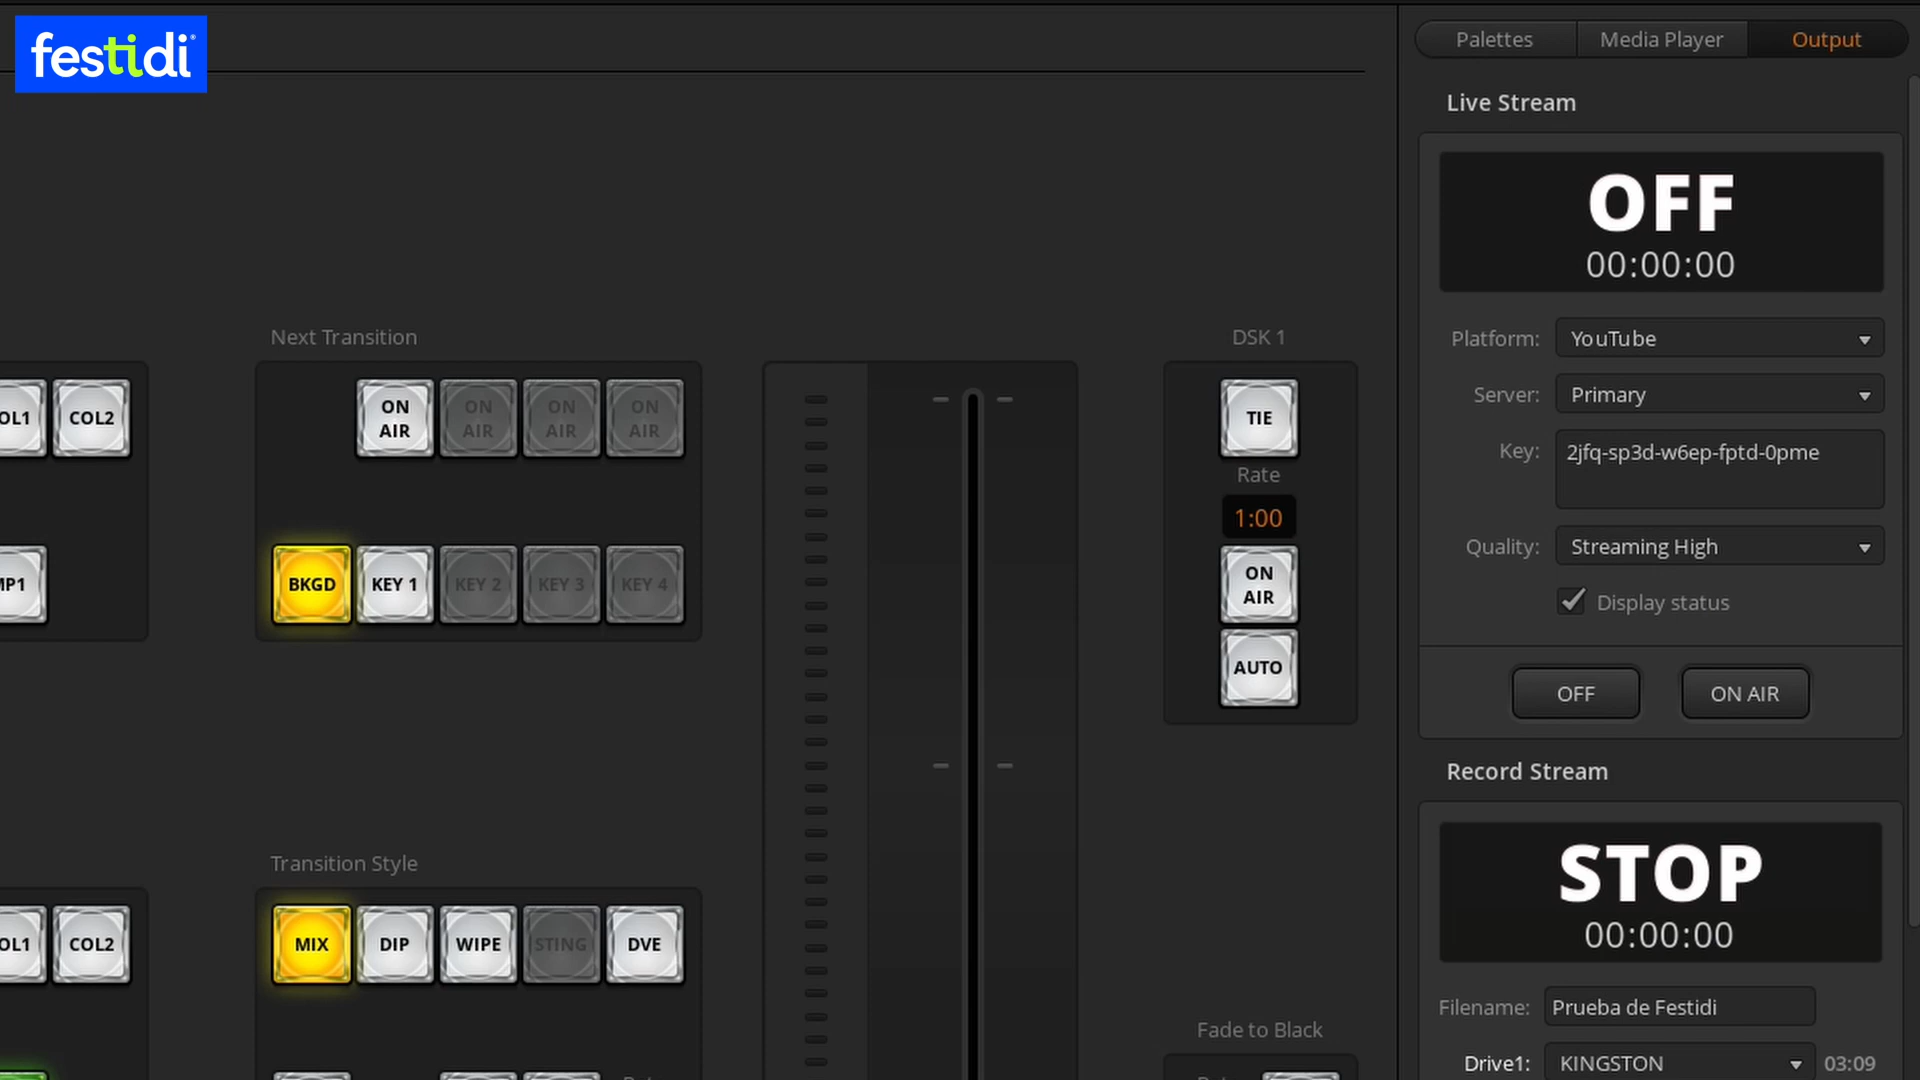 festidi
Palettes
Media Player
Output
Live Stream
OFF
00:00:00
Platform:
YouTube
Server:
Primary
Key:
2jfq-sp3d-w6ep-fptd-0pme
Quality:
Streaming High
Display status
OFF
ON AIR
Record Stream
STOP
00:00:00
Filename:
Prueba de Festidi
Drive1:
KINGSTON
03:09
Next Transition
ON
AIR
ON
AIR
ON
AIR
ON
AIR
BKGD
KEY 1
KEY 2
KEY 3
KEY 4
OL1
COL2
MP1
DSK 1
TIE
Rate
1:00
ON
AIR
AUTO
Transition Style
OL1
COL2
MIX
DIP
WIPE
STING
DVE
Fade to Black